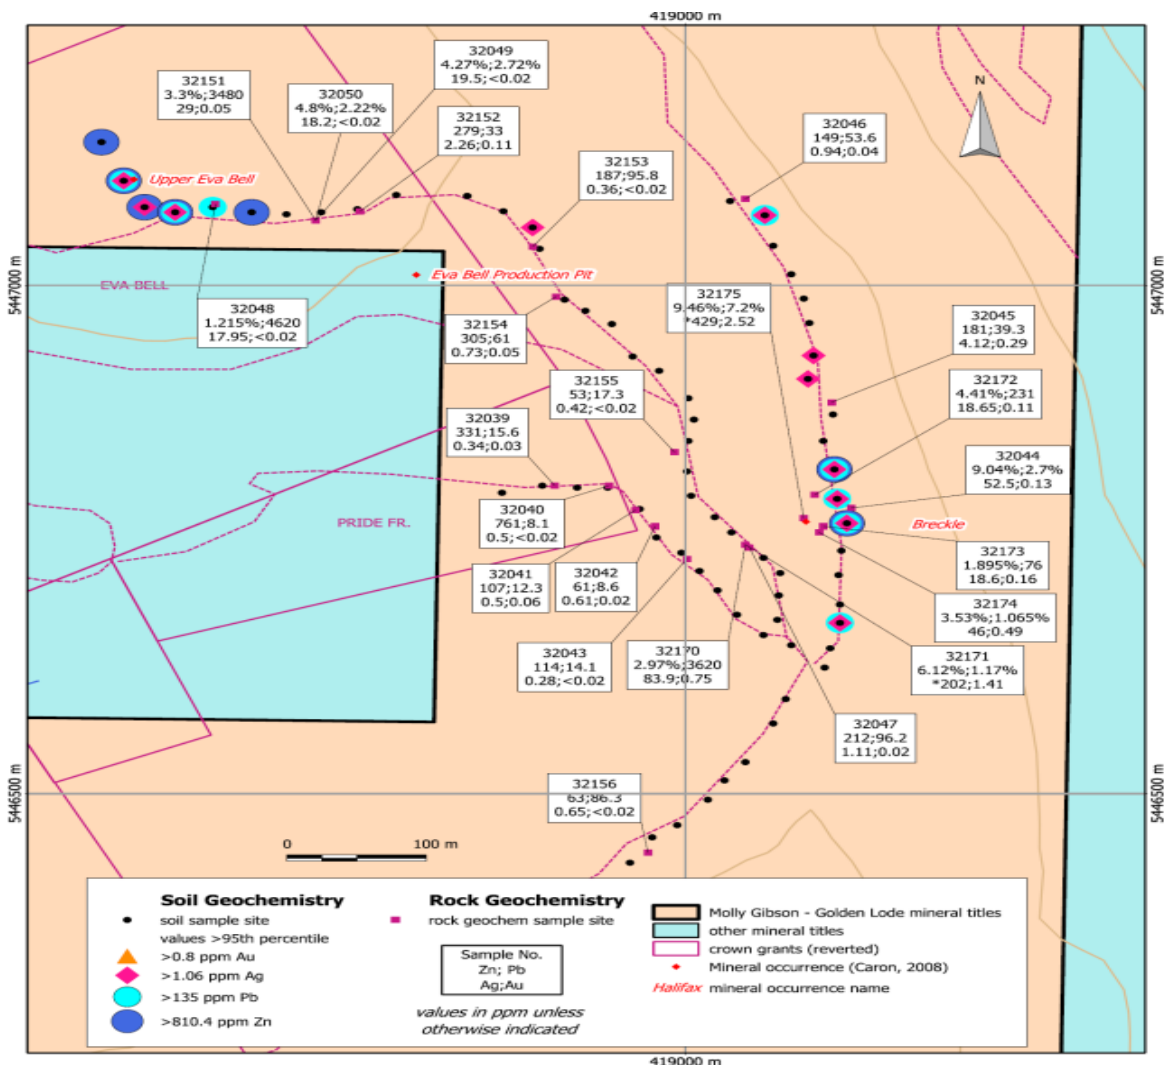 419000 m
32049
4.27%;2.72%
19.5;<0.02
32151
3.3%;3480
29;0.05
32050
4.8%;2.22%
18.2;<0.02
32152
279;33
2.26;0.11
32046
149;53.6
0.94;0.04
N
32153
187;95.8
0.36;<0.02
Upper Eva Bell
Eva Bell Production Pit
EVA BELL
5447000 m
5447000 m
32048
1.215%;4620
17.95;<0.02
32154
305;61
0.73;0.05
32175
9.46%;7.2%
*429;2.52
32045
181;39.3
4.12;0.29
32155
53;17.3
0.42;<0.02
32172
4.41%;231
18.65;0.11
32039
331;15.6
0.34;0.03
32044
9.04%;2.7%
52.5;0.13
PRIDE FR.
32040
761;8.1
0.5;<0.02
Breckle
32041
107;12.3
0.5;0.06
32042
61;8.6
0.61;0.02
32173
1.895%;76
18.6;0.16
32174
3.53%;1.065%
46;0.49
32043
114;14.1
0.28;<0.02
32170
2.97%;3620
83.9;0.75
32171
6.12%;1.17%
*202;1.41
32047
212;96.2
1.11;0.02
5446500 m
5446500 m
32156
63;86.3
0.65;<0.02
0 100 m
Soil Geochemistry
soil sample site
values >95th percentile
>0.8 ppm Au
>1.06 ppm Ag
>135 ppm Pb
>810.4 ppm Zn
Rock Geochemistry
rock geochem sample site
Sample No.
Zn; Pb
Ag;Au
values in ppm unless
otherwise indicated
Molly Gibson - Golden Lode mineral titles
other mineral titles
crown grants (reverted)
Mineral occurrence (Caron, 2008)
Halifax mineral occurrence name
419000 m